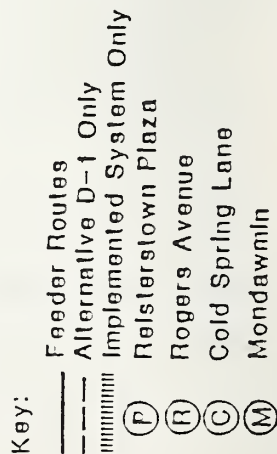 Key:
Feeder Routes
Alternative D-1 Only
Implemented System Only
P Reisterstown Plaza
R Rogers Avenue
C Cold Spring Lane
M Mondawmin